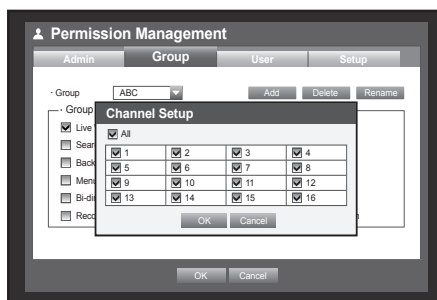 Permission Management
Admin Group User Setup
· Group ABC Add Delete Rename
· Group
Channel Setup
Live
All
Sear
1 2 3 4
Back
5 6 7 8
Menu
9 10 11 12
Bi-dir
13 14 15 16
Reco
OK Cancel
OK Cancel